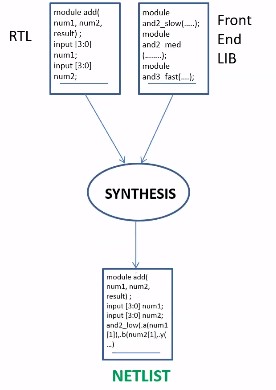 RTL
module add(
num1, num2,
result) ;
input [3:0]
num1;
input [3:0]
num2;
module
and2_slow(.....);
module
and2_med
(.........);
module
and3_fast(....);
Front
End
LIB
SYNTHESIS
module add(
num1, num2,
result) ;
input [3:0] num1;
input [3:0] num2;
and2_low(.a(num1
[1]),.b(num2[1],.y(
...)
NETLIST